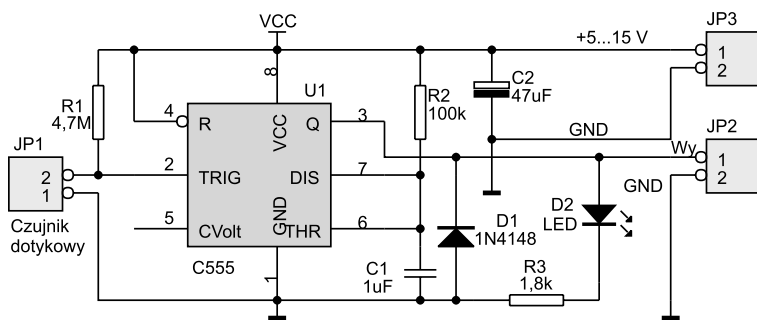 VCC
JP3
+5...15 V
1
2
8
U1
R1
4,7M
4
R
VCC
Q
3
R2
100k
C2
47uF
GND
JP2
Wy
1
2
GND
JP1
2
1
2
TRIG
DIS
7
Czujnik
dotykowy
5
CVolt
GND
THR
6
D1
1N4148
D2
LED
C555
1
C1
1uF
R3
1,8k